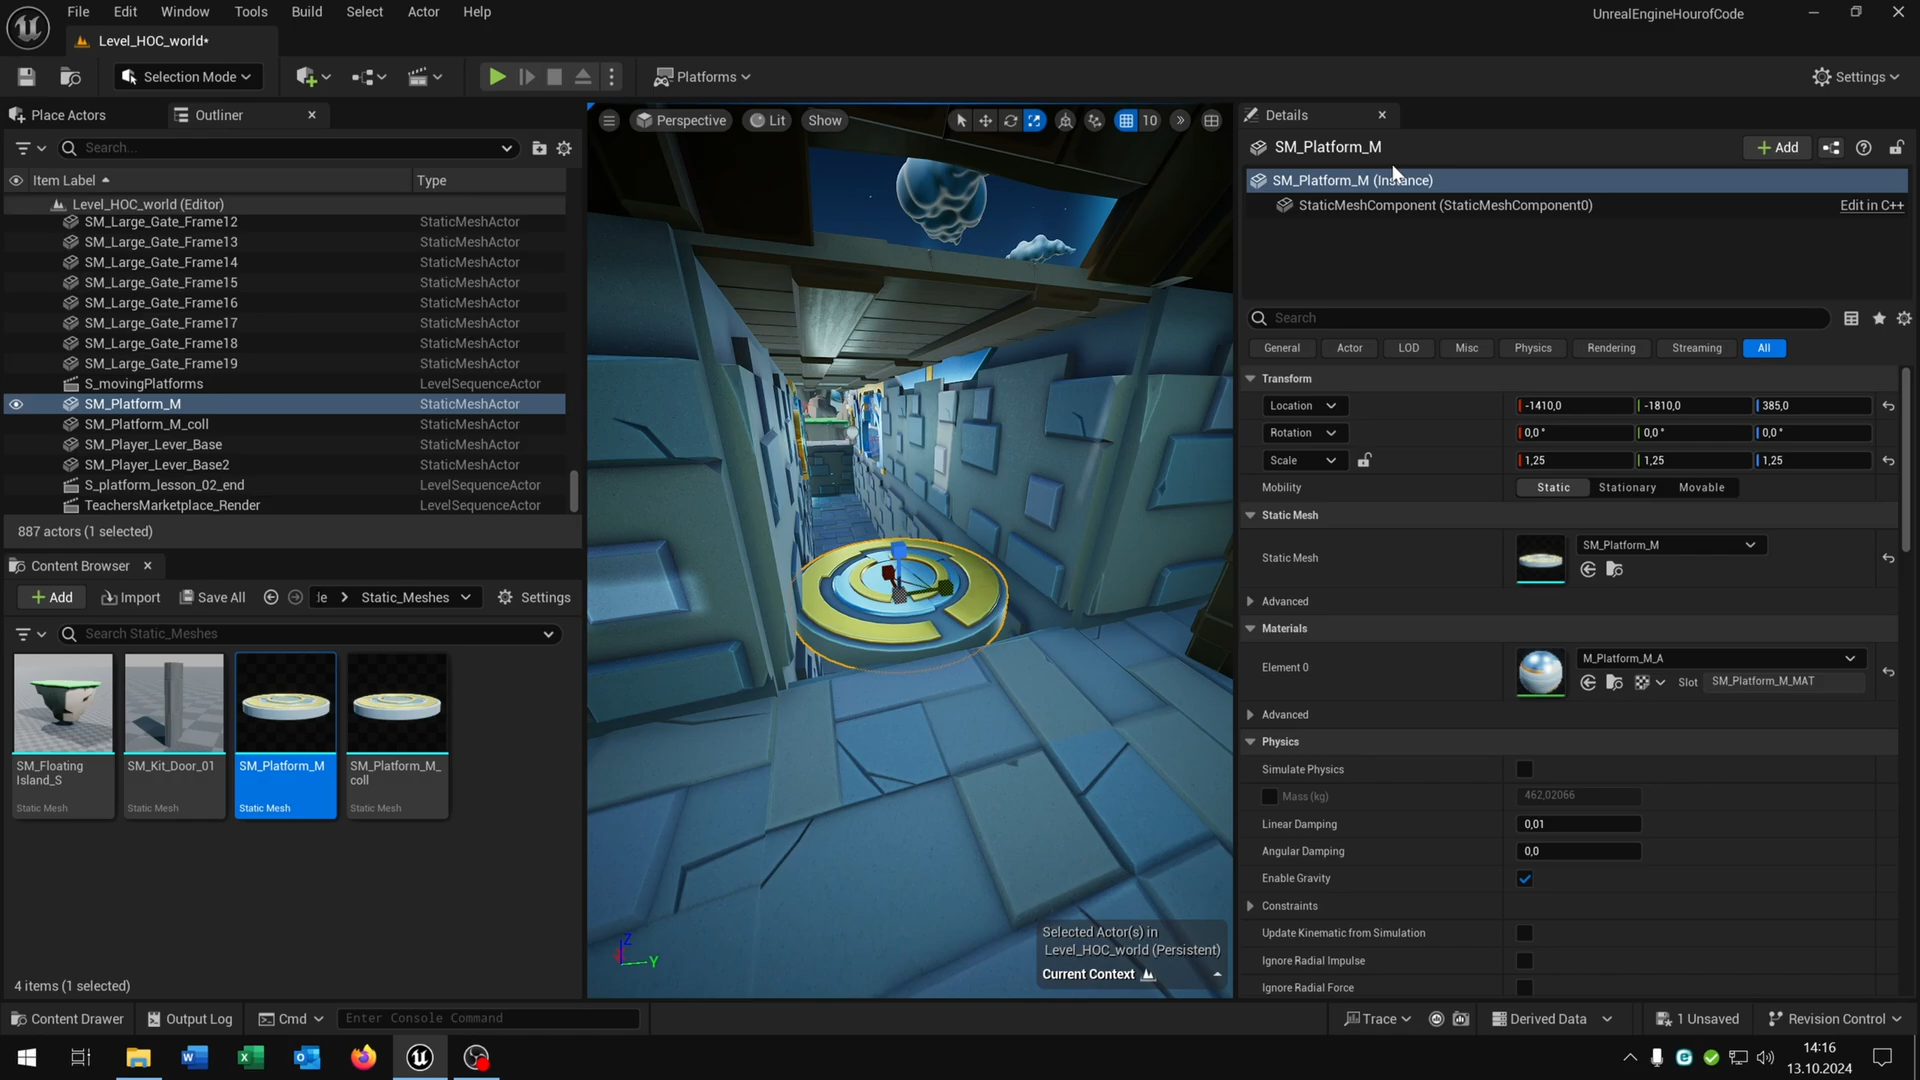 File Edit Window Tools Build Select Actor Help
UnrealEngineHourofCode
Level_HOC_world*
Selection Mode
Platforms
Settings
Place Actors
Outliner
Search...
Item Label
Type
Level_HOC_world (Editor)
SM_Large_Gate_Frame12 StaticMeshActor
SM_Large_Gate_Frame13 StaticMeshActor
SM_Large_Gate_Frame14 StaticMeshActor
SM_Large_Gate_Frame15 StaticMeshActor
SM_Large_Gate_Frame16 StaticMeshActor
SM_Large_Gate_Frame17 StaticMeshActor
SM_Large_Gate_Frame18 StaticMeshActor
SM_Large_Gate_Frame19 StaticMeshActor
S_movingPlatforms LevelSequenceActor
SM_Platform_M StaticMeshActor
SM_Platform_M_coll StaticMeshActor
SM_Player_Lever_Base StaticMeshActor
SM_Player_Lever_Base2 StaticMeshActor
S_platform_lesson_02_end LevelSequenceActor
TeachersMarketplace_Render LevelSequenceActor
887 actors (1 selected)
Content Browser
Add Import Save All le Static_Meshes Settings
Search Static_Meshes
SM_Floating
Island_S
Static Mesh
SM_Kit_Door_01
Static Mesh
SM_Platform_M
Static Mesh
SM_Platform_M_
coll
Static Mesh
4 items (1 selected)
Perspective Lit Show 10
Z
Y
Selected Actor(s) in
Level_HOC_world (Persistent)
Current Context
Details
SM_Platform_M
Add
SM_Platform_M (Instance)
StaticMeshComponent (StaticMeshComponent0)
Edit in C++
Search
General Actor LOD Misc Physics Rendering Streaming All
Transform
Location -1410,0 -1810,0 385,0
Rotation 0,0 ° 0,0 ° 0,0 °
Scale 1,25 1,25 1,25
Mobility Static Stationary Movable
Static Mesh
Static Mesh SM_Platform_M
Advanced
Materials
Element 0 M_Platform_M_A
Slot SM_Platform_M_MAT
Advanced
Physics
Simulate Physics
Mass (kg) 462,02066
Linear Damping 0,01
Angular Damping 0,0
Enable Gravity
Constraints
Update Kinematic from Simulation
Ignore Radial Impulse
Ignore Radial Force
Content Drawer Output Log Cmd Enter Console Command
Trace Derived Data 1 Unsaved Revision Control
14:16
13.10.2024